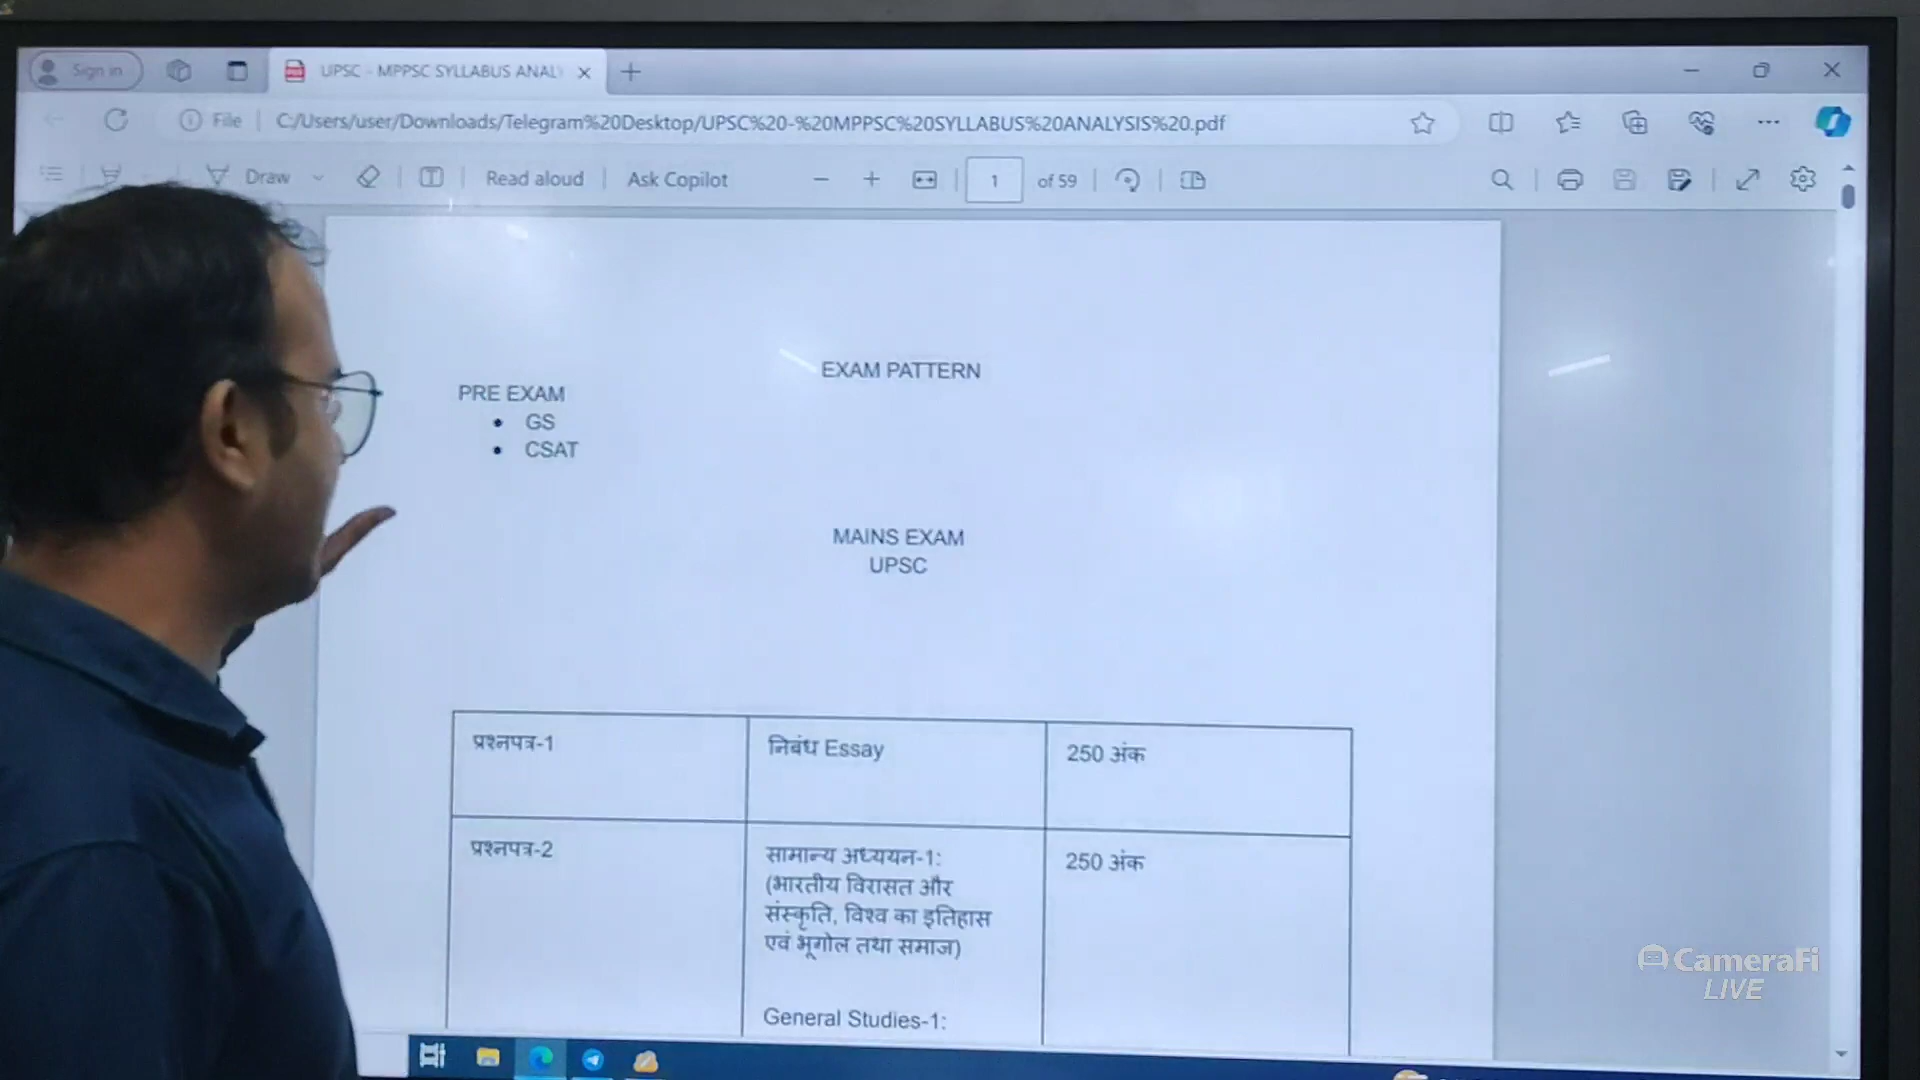 Sign in
UPSC - MPPSC SYLLABUS ANAL
File
C:/Users/user/Downloads/Telegram%20Desktop/UPSC%20-%20MPPSC%20SYLLABUS%20ANALYSIS%20.pdf
Draw
Read aloud
Ask Copilot
1
of 59
EXAM PATTERN
PRE EXAM
GS
CSAT
MAINS EXAM
UPSC
प्रश्नपत्र-1
निबंध Essay
250 अंक
प्रश्नपत्र-2
सामान्य अध्ययन-1:
(भारतीय विरासत और
संस्कृति, विश्व का इतिहास
एवं भूगोल तथा समाज)
250 अंक
General Studies-1:
CameraFi
LIVE